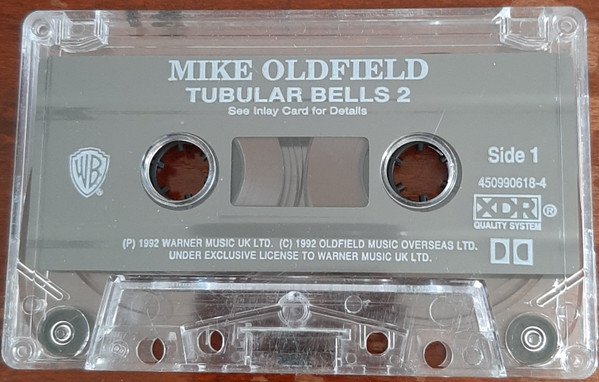 MIKE OLDFIELD
TUBULAR BELLS 2
See Inlay Card for Details
WB
Side 1
450990618-4
XDR®
QUALITY SYSTEM
(P) 1992 WARNER MUSIC UK LTD. (C) 1992 OLDFIELD MUSIC OVERSEAS LTD.
UNDER EXCLUSIVE LICENSE TO WARNER MUSIC UK LTD.